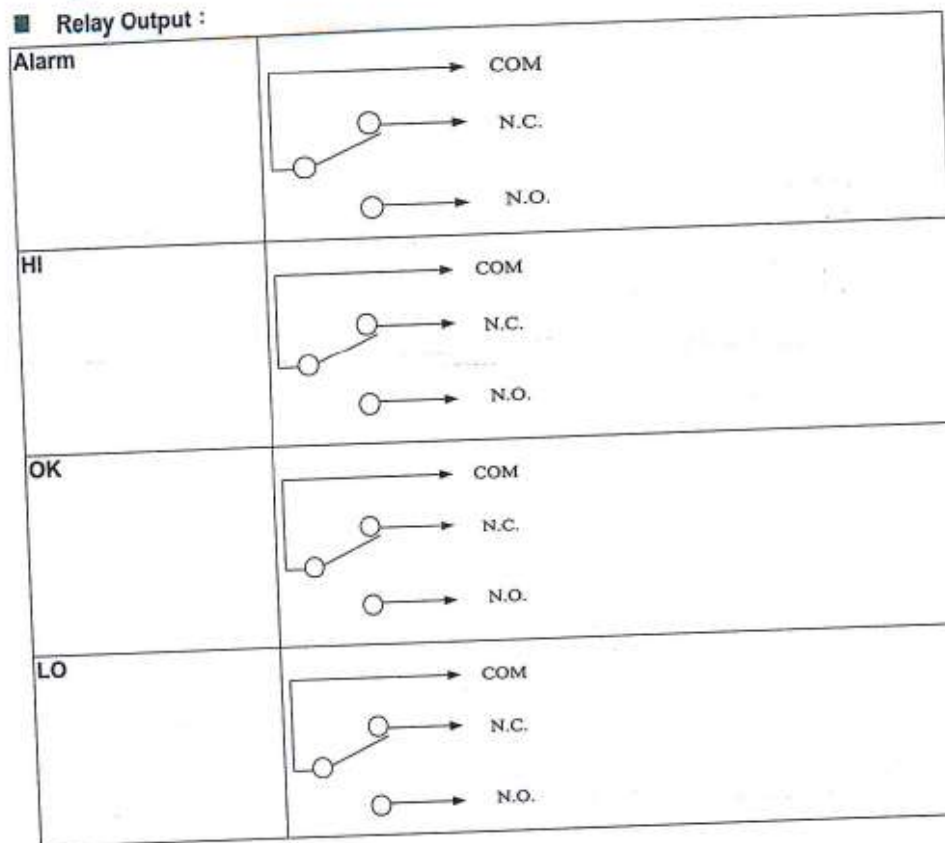 Relay Output :
Alarm
COM
N.C.
N.O.
HI
COM
N.C.
N.O.
OK
COM
N.C.
N.O.
LO
COM
N.C.
N.O.